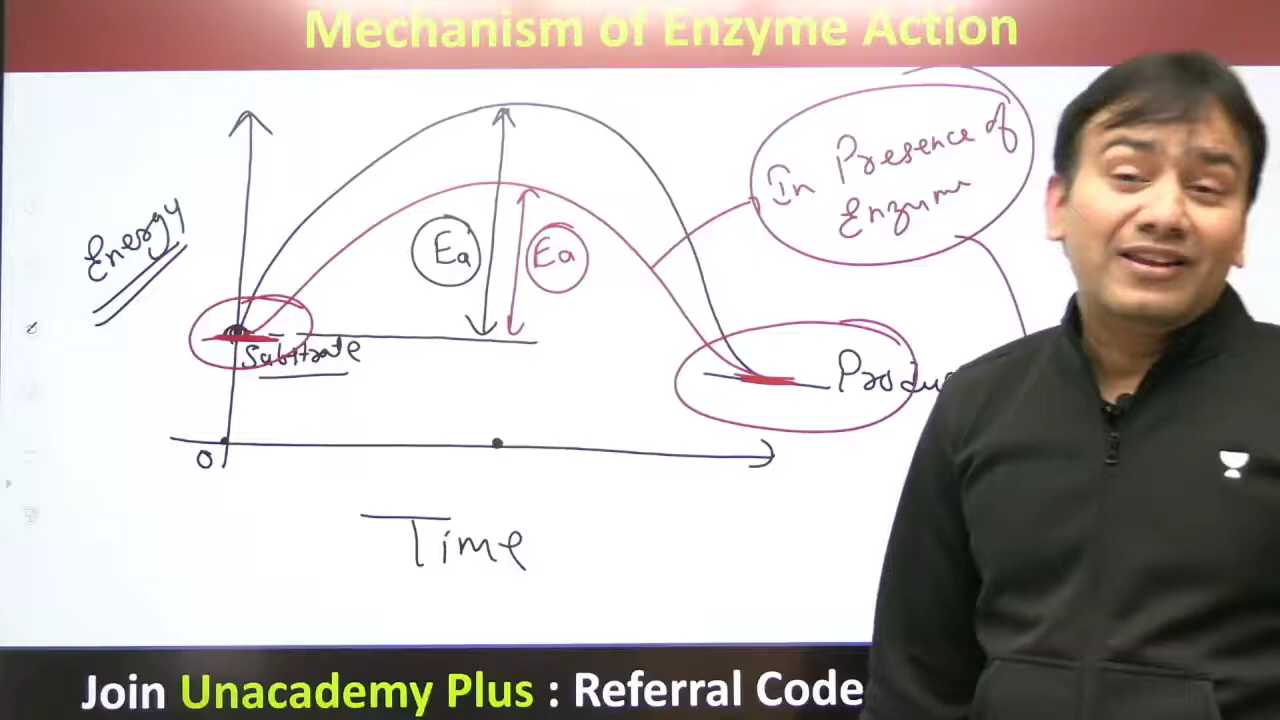 Mechanism of Enzyme Action
In Presence of
Enzyme
Energy
Ea
Ea
Substrate
0
Time
Join Unacademy Plus : Referral Code